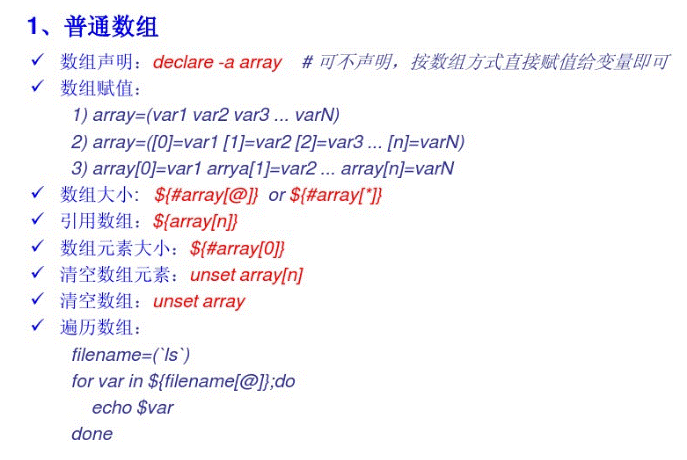 1、普通数组
✓ 数组声明：declare -a array # 可不声明，按数组方式直接赋值给变量即可
✓ 数组赋值：
1) array=(var1 var2 var3 ... varN)
2) array=([0]=var1 [1]=var2 [2]=var3 ... [n]=varN)
3) array[0]=var1 arrya[1]=var2 ... array[n]=varN
✓ 数组大小: ${#array[@]} or ${#array[*]}
✓ 引用数组：${array[n]}
✓ 数组元素大小：${#array[0]}
✓ 清空数组元素：unset array[n]
✓ 清空数组：unset array
✓ 遍历数组：
filename=(`ls`)
for var in ${filename[@]};do
echo $var
done